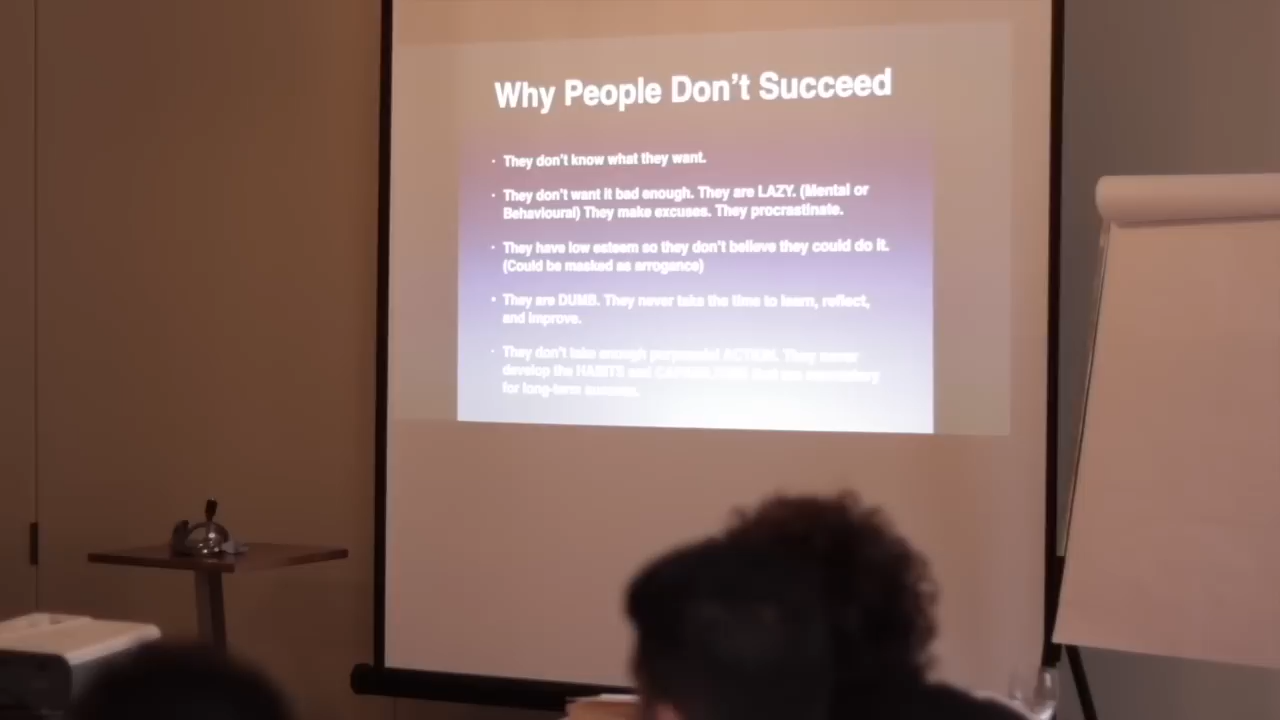 Why People Don't Succeed
· They don't know what they want.
· They don't want it bad enough. They are LAZY. (Mental or
Behavioural) They make excuses. They procrastinate.
· They have low esteem so they don't believe they could do it.
(Could be masked as arrogance)
· They are DUMB. They never take the time to learn, reflect,
and improve.
· They don't take enough purposeful ACTION. They never
develop the HABITS and
for long-term success.